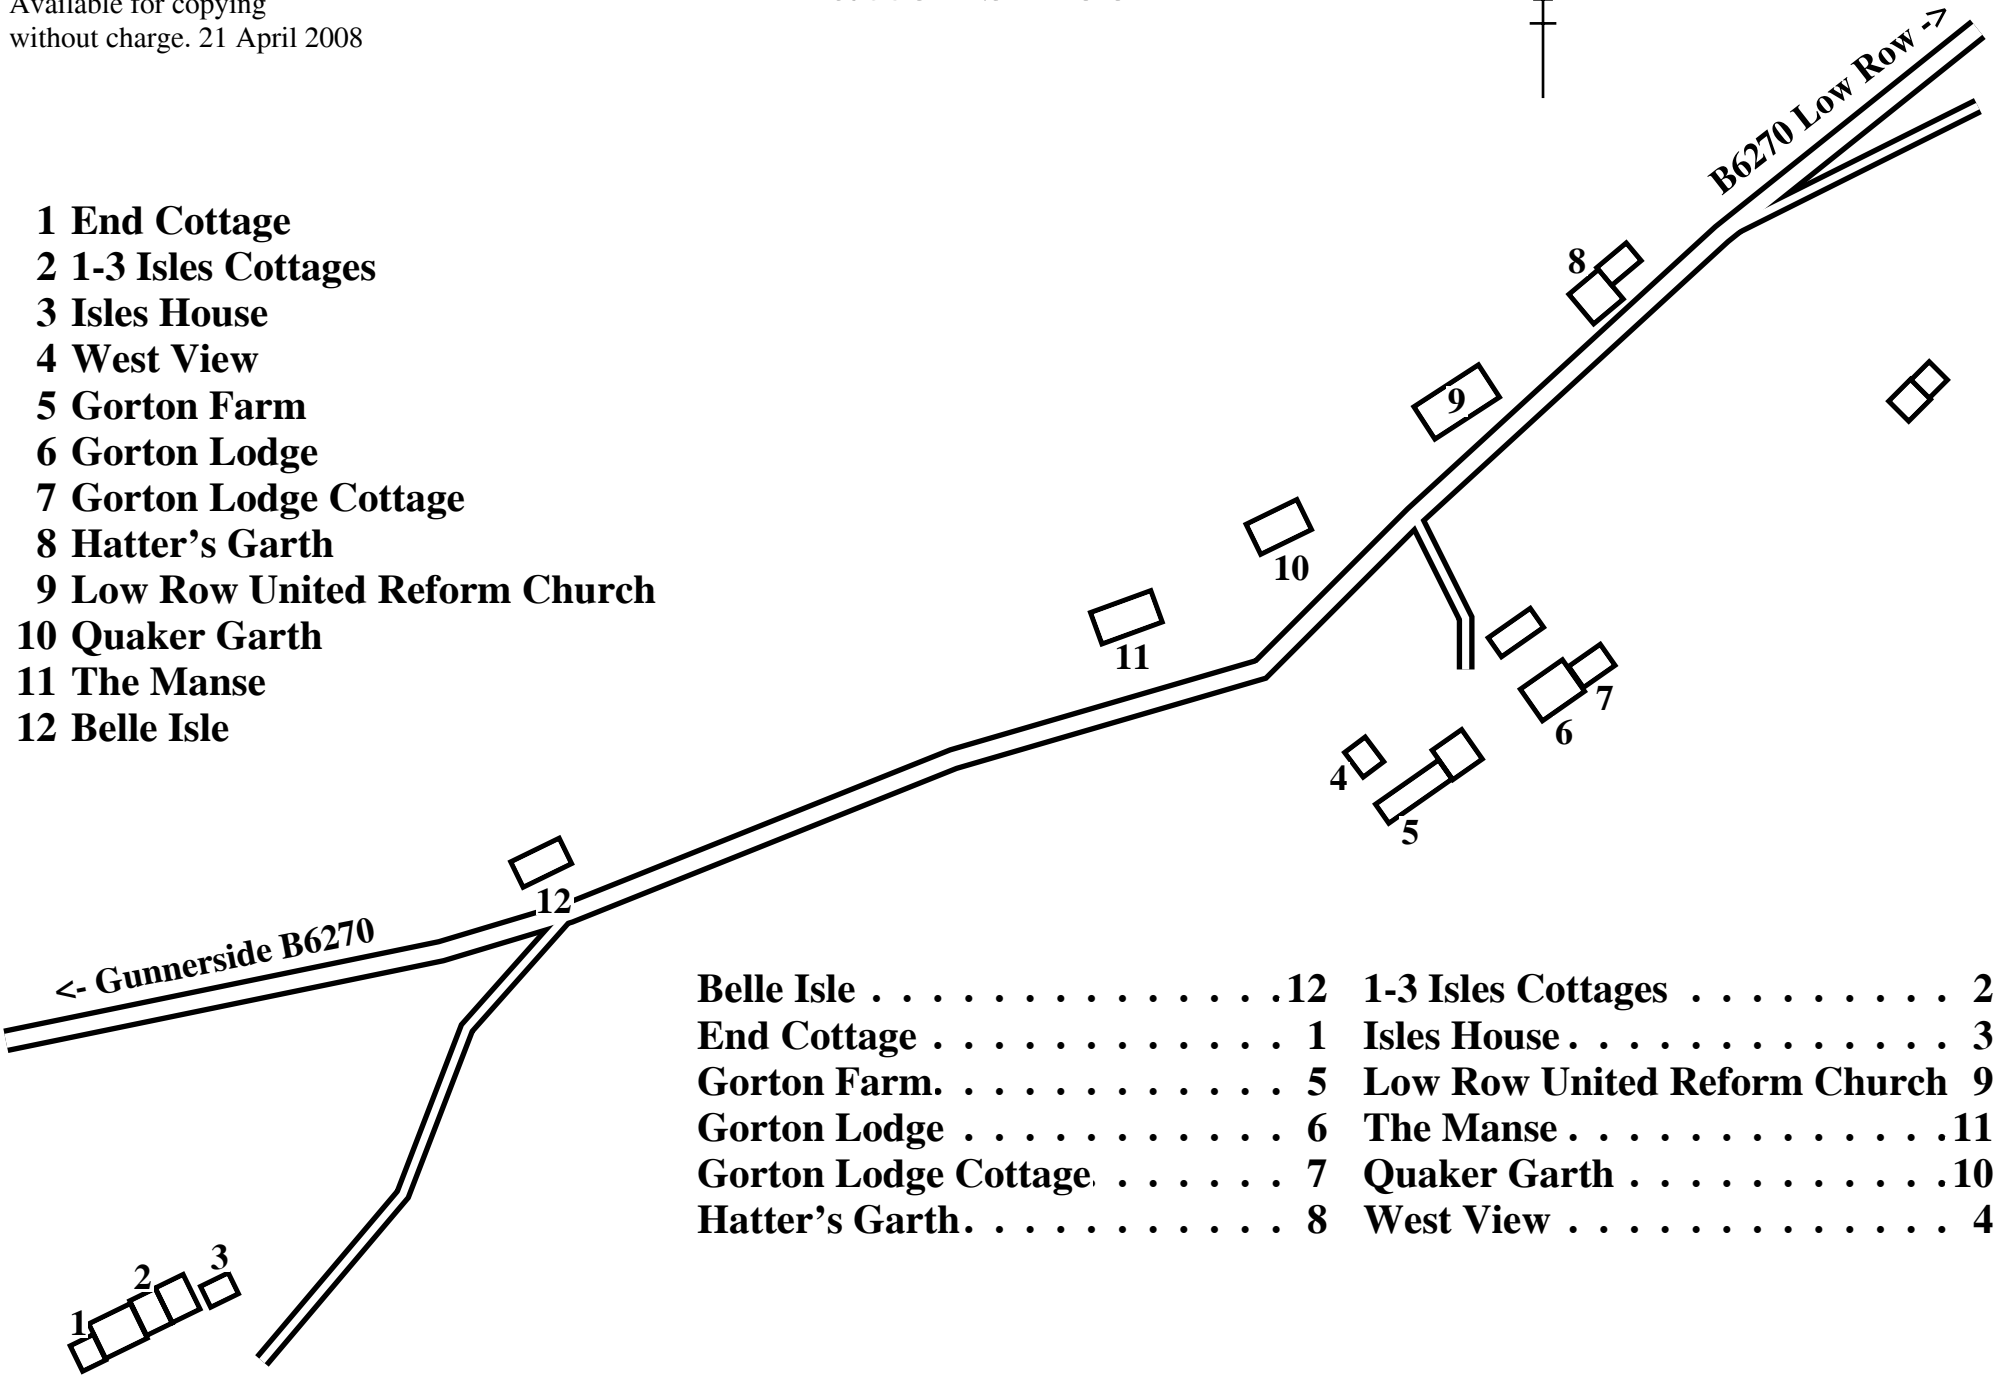 Available for copying
without charge. 21 April 2008
B6270 Low Row ->
1 End Cottage
2 1-3 Isles Cottages
3 Isles House
4 West View
5 Gorton Farm
6 Gorton Lodge
7 Gorton Lodge Cottage
8 Hatter’s Garth
9 Low Row United Reform Church
10 Quaker Garth
11 The Manse
12 Belle Isle
8
9
10
11
7
6
4
5
12
<- Gunnerside B6270
3
2
1
Belle Isle . . . . . . . . . . . . . . 12
End Cottage . . . . . . . . . . . . 1
Gorton Farm. . . . . . . . . . . . 5
Gorton Lodge . . . . . . . . . . . 6
Gorton Lodge Cottage. . . . . . . 7
Hatter’s Garth. . . . . . . . . . . 8
1-3 Isles Cottages . . . . . . . . . 2
Isles House. . . . . . . . . . . . . 3
Low Row United Reform Church 9
The Manse. . . . . . . . . . . . . 11
Quaker Garth . . . . . . . . . . . 10
West View . . . . . . . . . . . . . 4